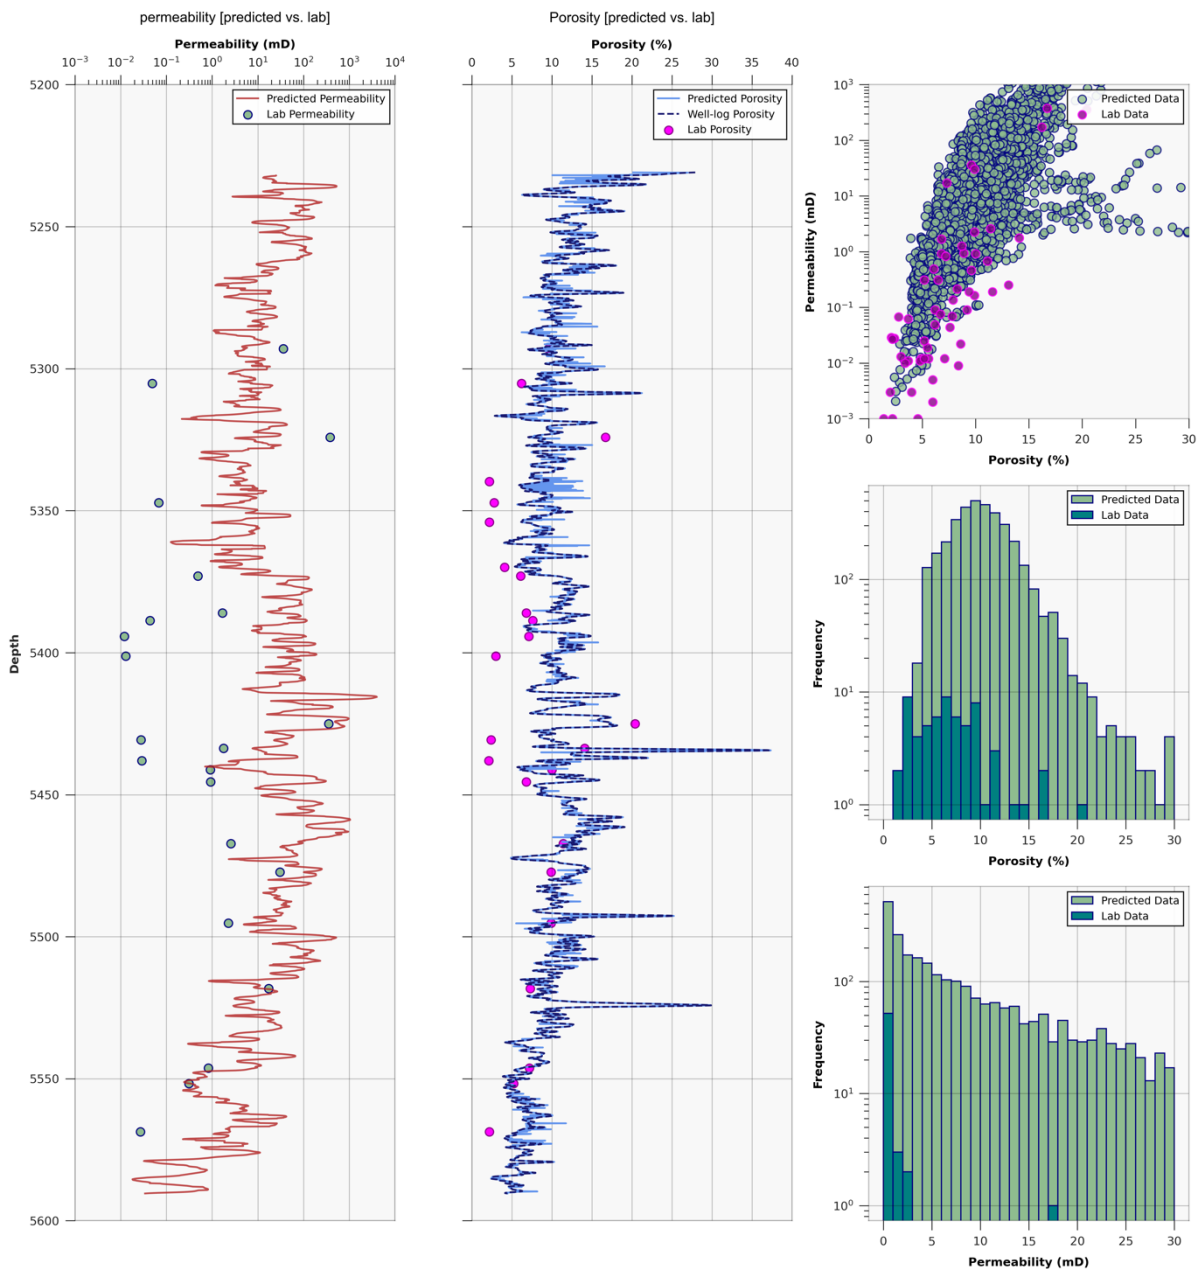 permeability [predicted vs. lab]
Permeability (mD)
10⁻³ 10⁻² 10⁻¹ 10⁰ 10¹ 10² 10³ 10⁴
Predicted Permeability
Lab Permeability
Depth
5200
5250
5300
5350
5400
5450
5500
5550
5600
Porosity [predicted vs. lab]
Porosity (%)
0 5 10 15 20 25 30 35 40
Predicted Porosity
Well-log Porosity
Lab Porosity
Predicted Data
Lab Data
Permeability (mD)
10³
10²
10¹
10⁰
10⁻¹
10⁻²
10⁻³
0 5 10 15 20 25 30
Porosity (%)
Predicted Data
Lab Data
Frequency
10²
10¹
10⁰
0 5 10 15 20 25 30
Porosity (%)
Predicted Data
Lab Data
Frequency
10²
10¹
10⁰
0 5 10 15 20 25 30
Permeability (mD)